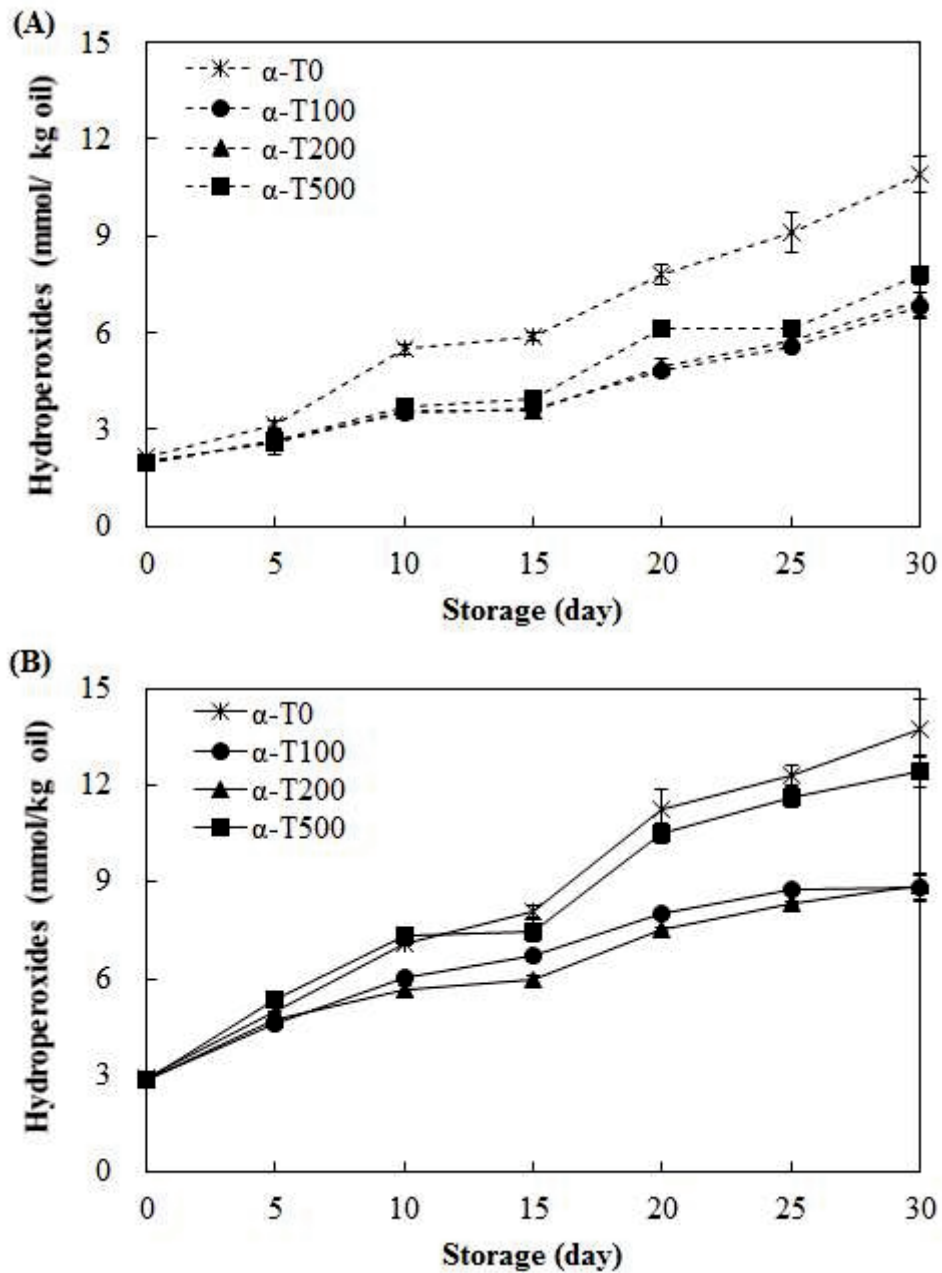 (A)
Hydroperoxides (mmol/ kg oil)
15
12
9
6
3
0
α-T0
α-T100
α-T200
α-T500
0 5 10 15 20 25 30
Storage (day)
(B)
Hydroperoxides (mmol/kg oil)
15
12
9
6
3
0
α-T0
α-T100
α-T200
α-T500
0 5 10 15 20 25 30
Storage (day)